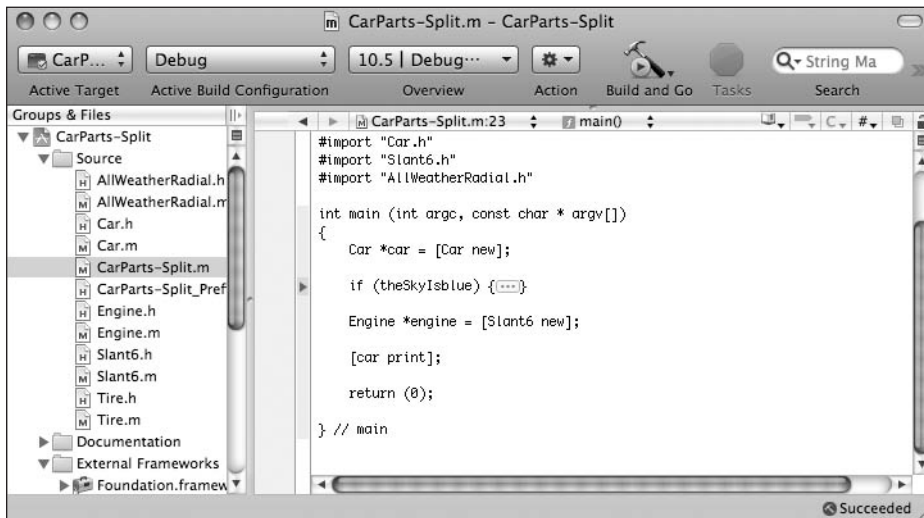 CarParts-Split.m – CarParts-Split
CarP...
Debug
10.5 | Debug...
String Ma
Active Target
Active Build Configuration
Overview
Action
Build and Go
Tasks
Search
Groups & Files
CarParts-Split
Source
AllWeatherRadial.h
AllWeatherRadial.m
Car.h
Car.m
CarParts-Split.m
CarParts-Split_Pref
Engine.h
Engine.m
Slant6.h
Slant6.m
Tire.h
Tire.m
Documentation
External Frameworks
Foundation.framew
CarParts-Split.m:23
main()
C
#
#import "Car.h"
#import "Slant6.h"
#import "AllWeatherRadial.h"
int main (int argc, const char * argv[])
{
Car *car = [Car new];
if (theSkyIsblue) {...}
Engine *engine = [Slant6 new];
[car print];
return (0);
} // main
Succeeded